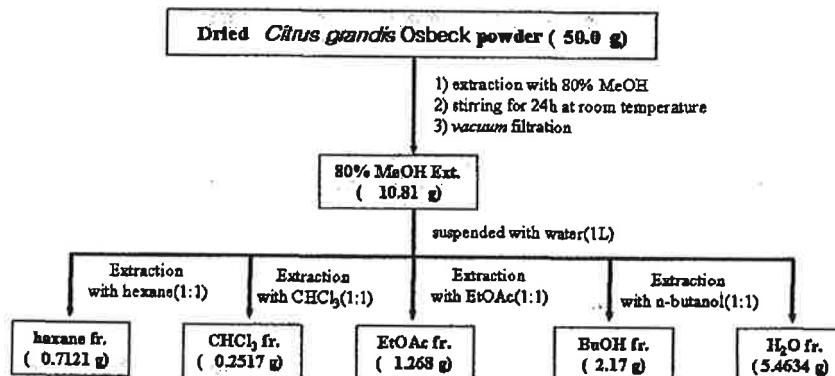 Dried Citrus grandis Osbeck powder ( 50.0 g)
1) extraction with 80% MeOH
2) stirring for 24h at room temperature
3) vacuum filtration
80% MeOH Ext.
( 10.81 g)
suspended with water(1L)
Extraction
with hexane(1:1)
Extraction
with CHCl₃(1:1)
Extraction
with EtOAc(1:1)
Extraction
with n-butanol(1:1)
hexane fr.
( 0.7121 g)
CHCl₃ fr.
( 0.2517 g)
EtOAc fr.
( 1.268 g)
BuOH fr.
( 2.17 g)
H₂O fr.
(5.4634 g)